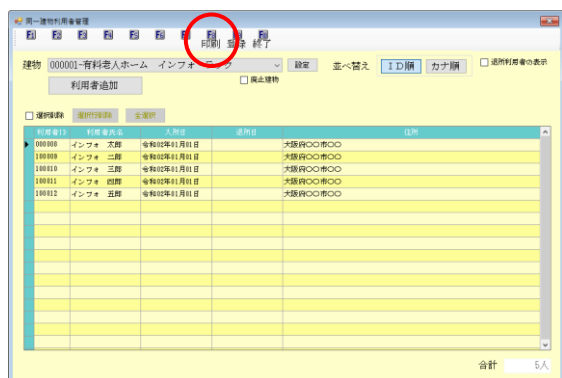 同一建物利用者管理
F1 F2 F3 F4 F5 F6
印刷 登録 終了
建物 000001-有料老人ホーム インフォ 設定 並べ替え ID順 カナ順 退所利用者の表示
利用者追加 廃止建物
選択削除 選択行削除 全選択
利用者ID 利用者氏名 入所日 退所日 住所
000008 インフォ 太郎 令和02年01月01日 大阪府〇〇市〇〇
100009 インフォ 二郎 令和02年01月01日 大阪府〇〇市〇〇
100010 インフォ 三郎 令和02年01月01日 大阪府〇〇市〇〇
100011 インフォ 四郎 令和02年01月01日 大阪府〇〇市〇〇
100012 インフォ 五郎 令和02年01月01日 大阪府〇〇市〇〇
合計 5人